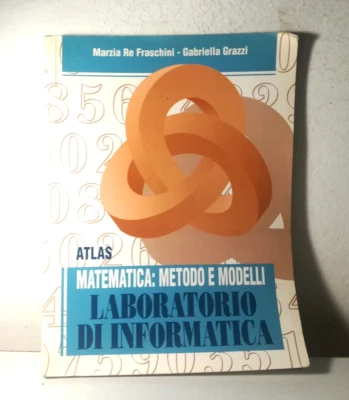 Marzia Re Fraschini - Gabriella Grazzi
ATLAS
MATEMATICA: METODO E MODELLI
LABORATORIO
DI INFORMATICA